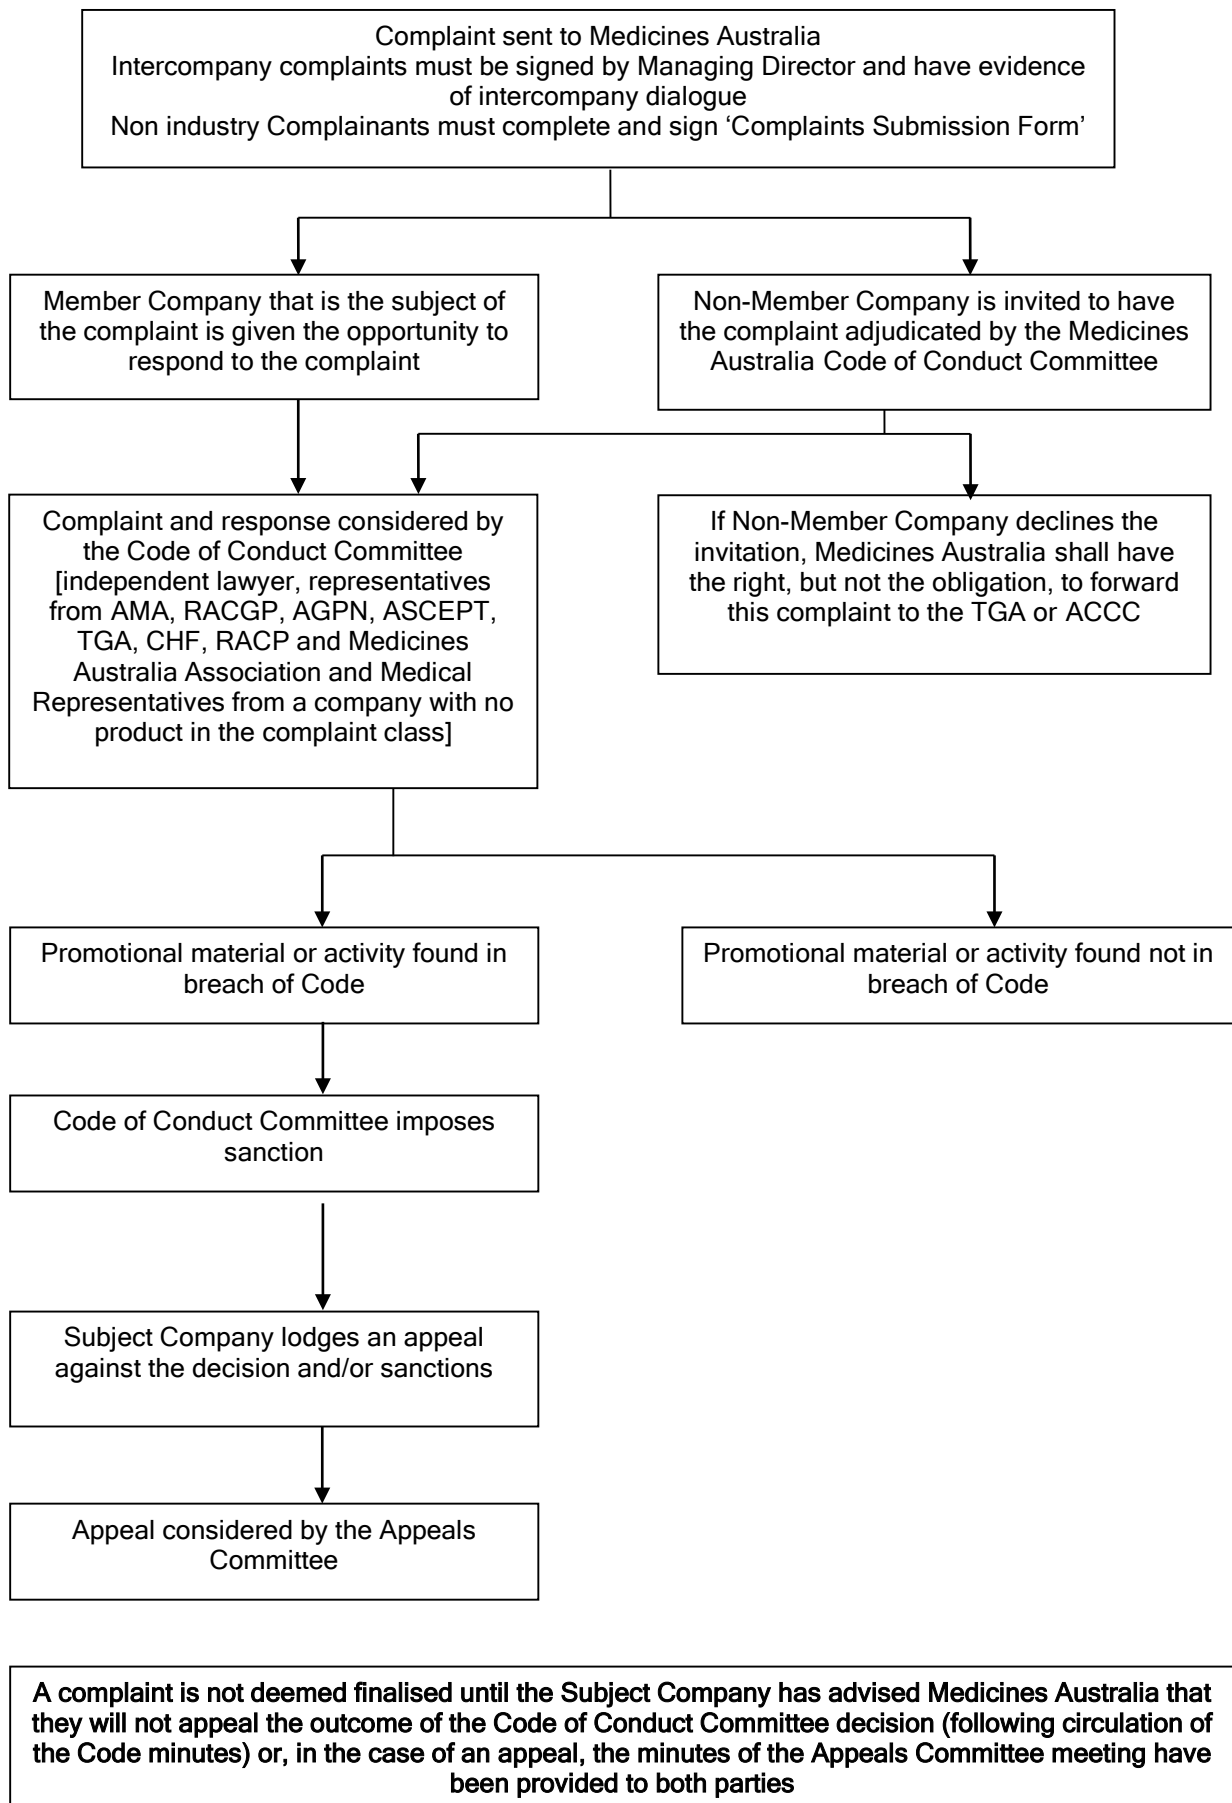 Complaint sent to Medicines Australia
Intercompany complaints must be signed by Managing Director and have evidence
of intercompany dialogue
Non industry Complainants must complete and sign ‘Complaints Submission Form’
Member Company that is the subject of
the complaint is given the opportunity to
respond to the complaint
Non-Member Company is invited to have
the complaint adjudicated by the Medicines
Australia Code of Conduct Committee
Complaint and response considered by
the Code of Conduct Committee
[independent lawyer, representatives
from AMA, RACGP, AGPN, ASCEPT,
TGA, CHF, RACP and Medicines
Australia Association and Medical
Representatives from a company with no
product in the complaint class]
If Non-Member Company declines the
invitation, Medicines Australia shall have
the right, but not the obligation, to forward
this complaint to the TGA or ACCC
Promotional material or activity found in
breach of Code
Promotional material or activity found not in
breach of Code
Code of Conduct Committee imposes
sanction
Subject Company lodges an appeal
against the decision and/or sanctions
Appeal considered by the Appeals
Committee
A complaint is not deemed finalised until the Subject Company has advised Medicines Australia that
they will not appeal the outcome of the Code of Conduct Committee decision (following circulation of
the Code minutes) or, in the case of an appeal, the minutes of the Appeals Committee meeting have
been provided to both parties